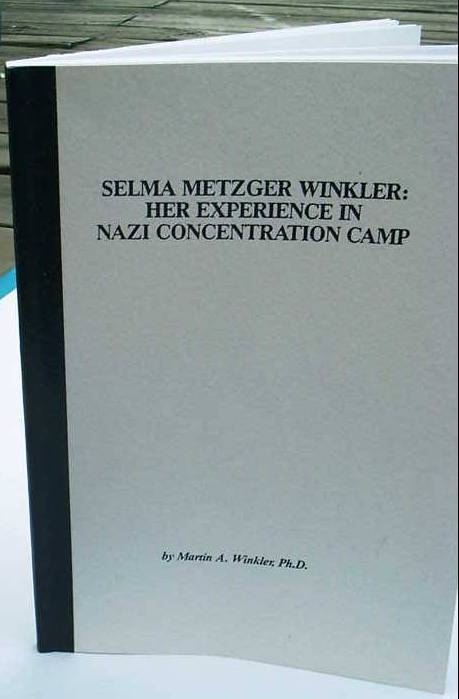 SELMA METZGER WINKLER:
HER EXPERIENCE IN
NAZI CONCENTRATION CAMP
by Martin A. Winkler, Ph.D.